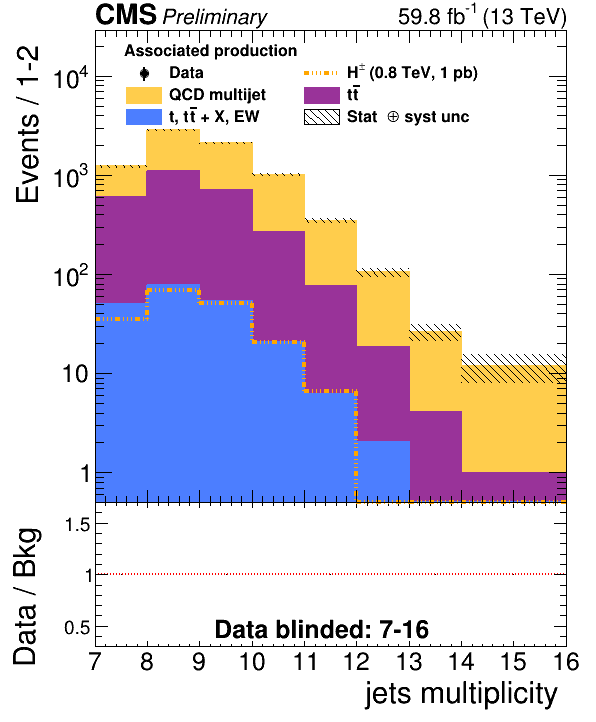 CMS Preliminary 59.8 fb⁻¹ (13 TeV)
Associated production
Data
H± (0.8 TeV, 1 pb)
QCD multijet
tt̄
t, tt̄ + X, EW
Stat ⊕ syst unc
Events / 1-2
10⁴
10³
10²
10
1
Data / Bkg
1.5
1
0.5
Data blinded: 7-16
7 8 9 10 11 12 13 14 15 16
jets multiplicity